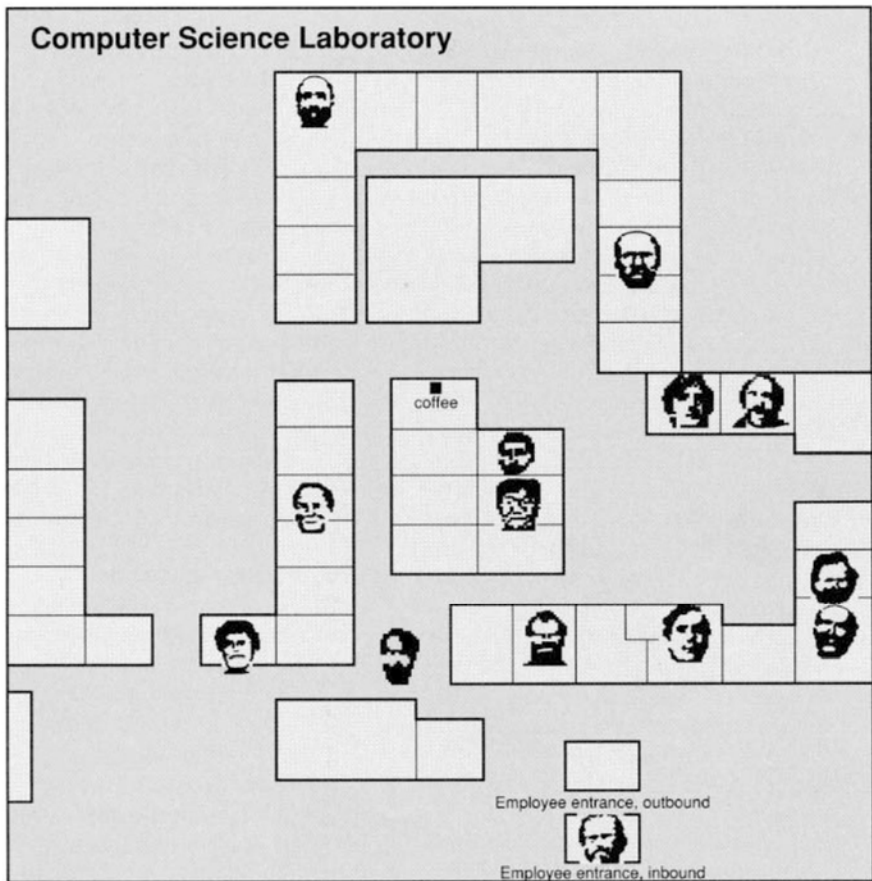 Computer Science Laboratory
coffee
Employee entrance, outbound
Employee entrance, inbound